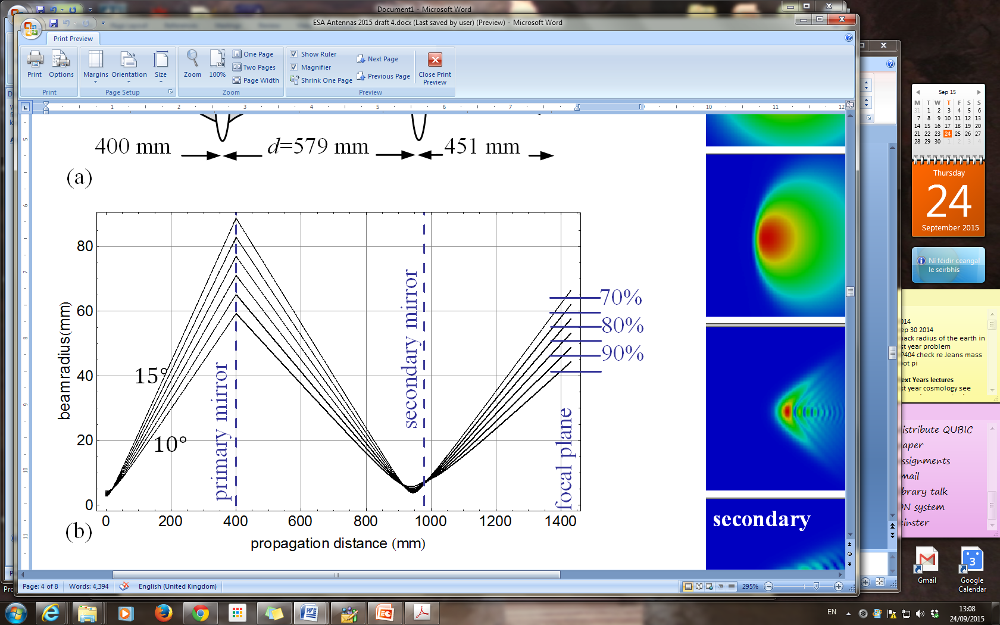 Document1 - Microsoft Word
ESA Antennas 2015 draft 4.docx (Last saved by user) (Preview) - Microsoft Word
Print Preview
Print
Options
Margins
Orientation
Size
Zoom
100%
One Page
Two Pages
Page Width
Show Ruler
Magnifier
Shrink One Page
Next Page
Previous Page
Close Print
Preview
Print
Page Setup
Zoom
Preview
1 2 3 4 5 6 7 8 9 10 11 12
400 mm
d=579 mm
451 mm
(a)
80
60
40
20
0
beam radius (mm)
15°
10°
primary mirror
secondary mirror
focal plane
70%
80%
90%
0 200 400 600 800 1000 1200 1400
propagation distance (mm)
(b)
secondary
Page: 4 of 8
Words: 4,394
English (United Kingdom)
295%
Sep 15
M T W T F S S
31 1 2 3 4 5 6
7 8 9 10 11 12 13
14 15 16 17 18 19 20
21 22 23 24 25 26 27
28 29 30 1 2 3 4
Thursday
24
September 2015
Ní féidir ceangal
le seirbhís
014
ep 30 2014
hack radius of the earth in
st year problem
P404 check re Jeans mass
oot pi
ext Years lectures
st year cosmology see
istribute QUBIC
aper
ssignments
mail
brary talk
ON system
einster
Gmail
3
Google
Calendar
EN
13:08
24/09/2015